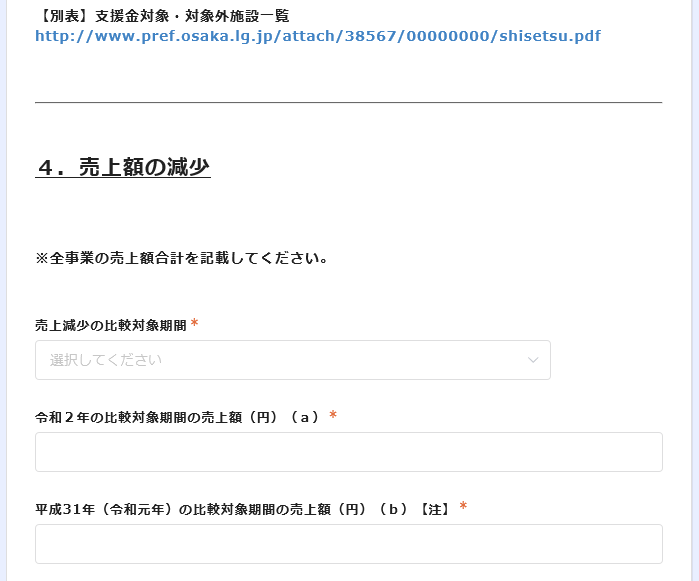 【別表】支援金対象・対象外施設一覧
http://www.pref.osaka.lg.jp/attach/38567/00000000/shisetsu.pdf
４．売上額の減少
※全事業の売上額合計を記載してください。
売上減少の比較対象期間*
選択してください
令和２年の比較対象期間の売上額（円）（ａ）*
平成31年（令和元年）の比較対象期間の売上額（円）（ｂ）【注】*